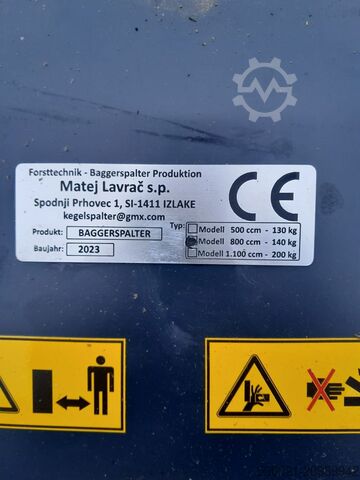 Forsttechnik - Baggerspalter Produktion
Matej Lavrač s.p.
Spodnji Prhovec 1, SI-1411 IZLAKE
kegelspalter@gmx.com
CE
Produkt: BAGGERSPALTER
Baujahr: 2023
Typ: Modell 500 ccm - 130 kg
Modell 800 ccm - 140 kg
Modell 1.100 ccm - 200 kg